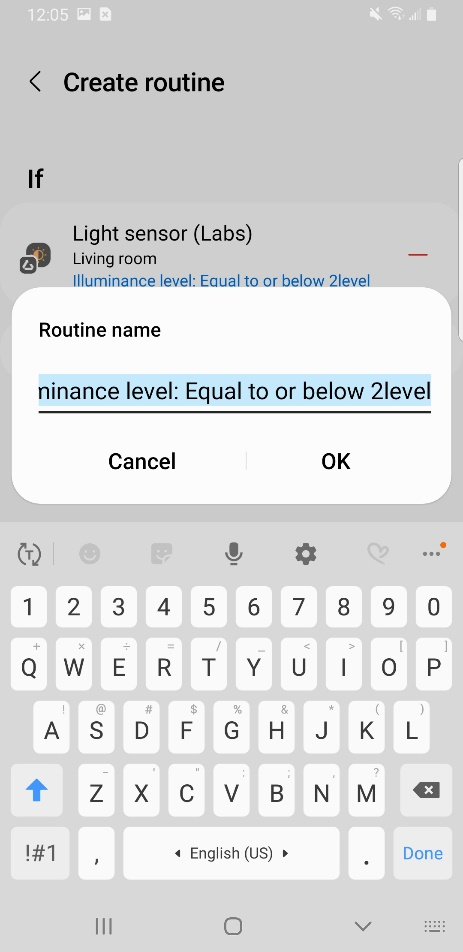 12:05
Create routine
If
Light sensor (Labs)
Living room
Illuminance level: Equal to or below 2level
Routine name
minance level: Equal to or below 2level
Cancel
OK
1 2 3 4 5 6 7 8 9 0
+ × ÷ = / _ < > [ ]
Q W E R T Y U I O P
! @ # $ % & * ( )
A S D F G H J K L
- ' " : ; , ?
Z X C V B N M
!#1 , English (US) . Done